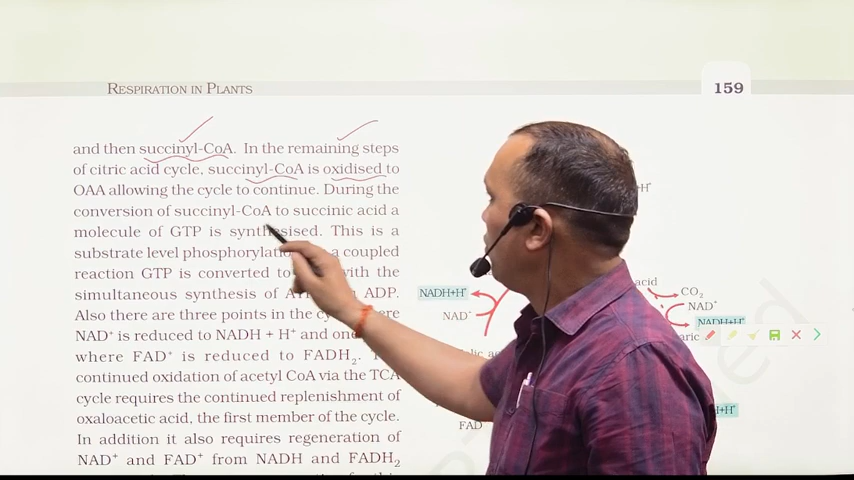 RESPIRATION IN PLANTS
159
and then succinyl-CoA. In the remaining steps
of citric acid cycle, succinyl-CoA is oxidised to
OAA allowing the cycle to continue. During the
conversion of succinyl-CoA to succinic acid a
molecule of GTP is synthesised. This is a
substrate level phosphorylation a coupled
reaction GTP is converted to with the
simultaneous synthesis of ADP.
Also there are three points in the
NAD⁺ is reduced to NADH + H⁺ and one
where FAD⁺ is reduced to FADH₂.
continued oxidation of acetyl CoA via the TCA
cycle requires the continued replenishment of
oxaloacetic acid, the first member of the cycle.
In addition it also requires regeneration of
NAD⁺ and FAD⁺ from NADH and FADH₂
NADH+H⁺
NAD⁺
acid
CO₂
NAD⁺
NADH+H⁺
FAD